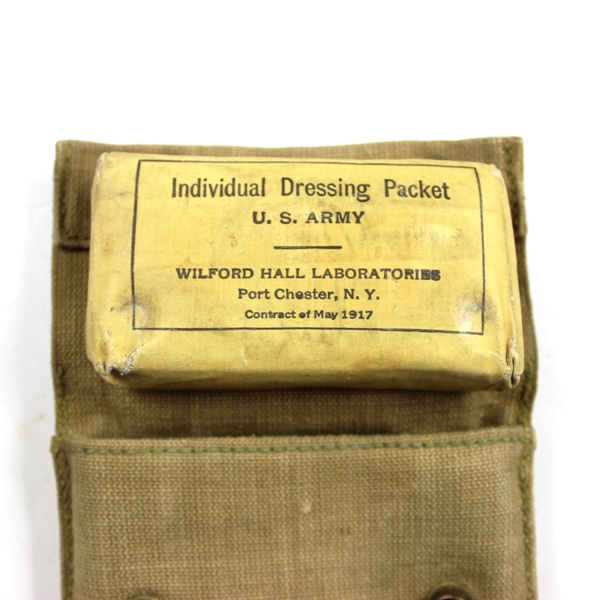 Individual Dressing Packet
U. S. ARMY
WILFORD HALL LABORATORIES
Port Chester, N. Y.
Contract of May 1917